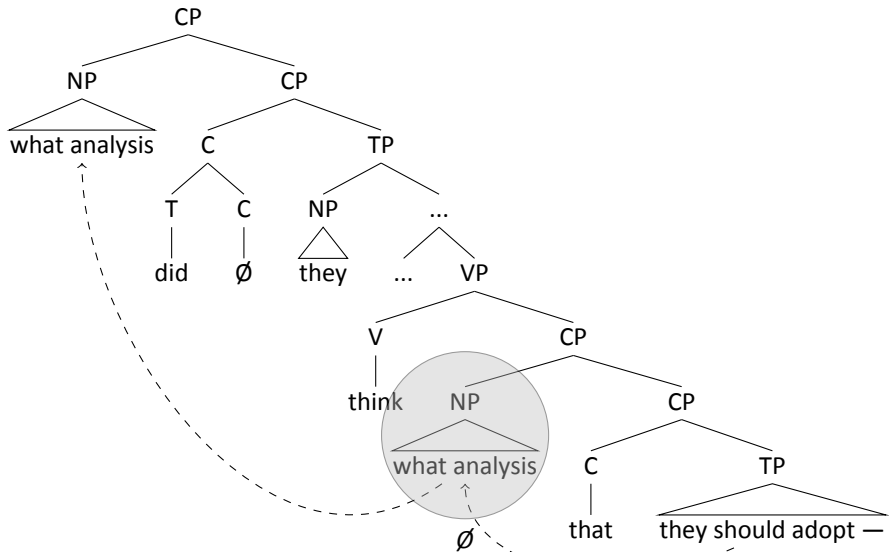 CP
NP CP
what analysis C TP
T C NP ...
did Ø they ... VP
V CP
think NP CP
what analysis C TP
Ø that they should adopt —